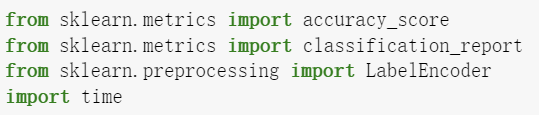 from sklearn.metrics import accuracy_score
from sklearn.metrics import classification_report
from sklearn.preprocessing import LabelEncoder
import time